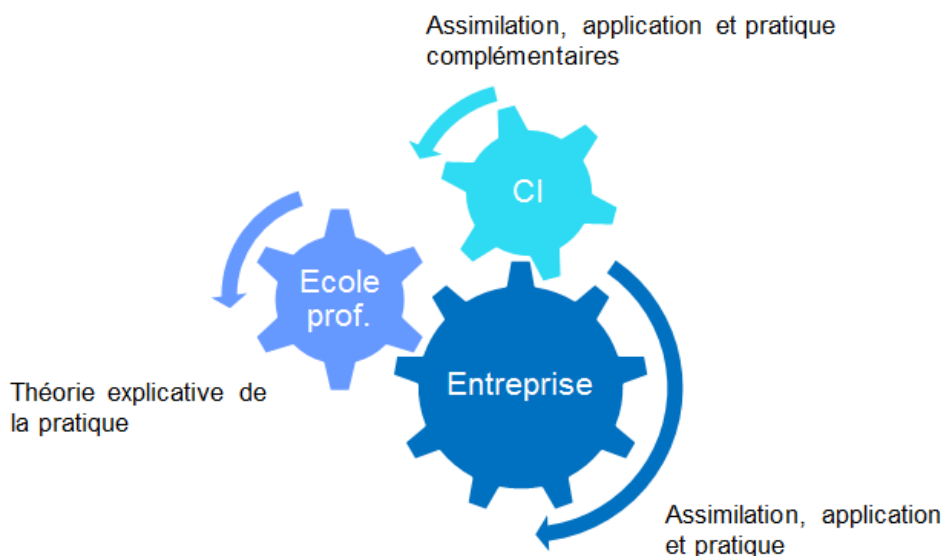 Assimilation, application et pratique
complémentaires
CI
Ecole
prof.
Entreprise
Théorie explicative de
la pratique
Assimilation, application
et pratique